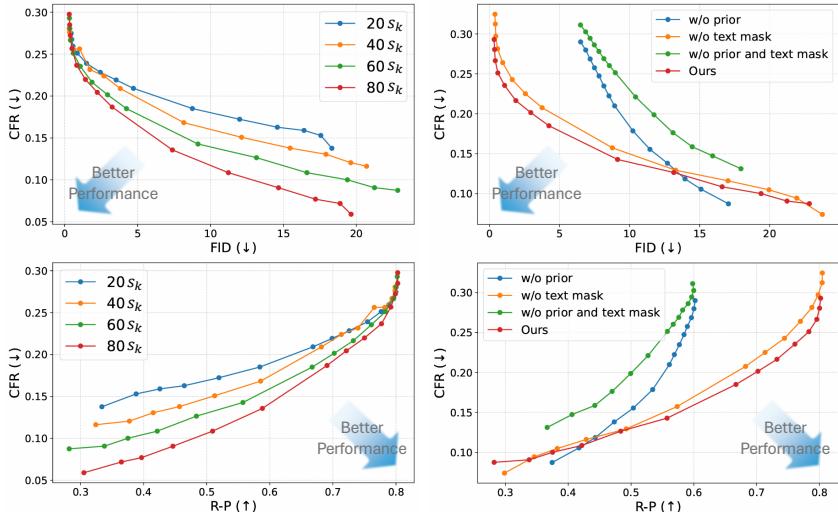 CFR (↓)
0.30
0.25
0.20
0.15
0.10
0.05
20 s_k
40 s_k
60 s_k
80 s_k
Better
Performance
0 5 10 15 20
FID (↓)
CFR (↓)
0.30
0.25
0.20
0.15
0.10
w/o prior
w/o text mask
w/o prior and text mask
Ours
Better
Performance
0 5 10 15 20
FID (↓)
CFR (↓)
0.30
0.25
0.20
0.15
0.10
0.05
20 s_k
40 s_k
60 s_k
80 s_k
Better
Performance
0.3 0.4 0.5 0.6 0.7 0.8
R-P (↑)
CFR (↓)
0.30
0.25
0.20
0.15
0.10
w/o prior
w/o text mask
w/o prior and text mask
Ours
Better
Performance
0.3 0.4 0.5 0.6 0.7 0.8
R-P (↑)